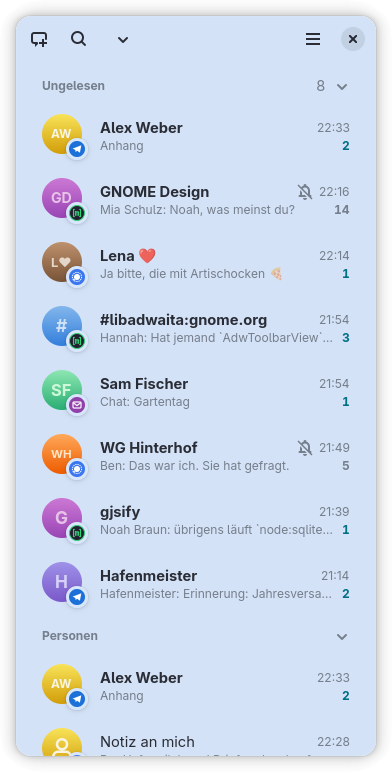 Ungelesen 8
AW Alex Weber 22:33
Anhang 2
GD GNOME Design 22:16
Mia Schulz: Noah, was meinst du? 14
L❤ Lena ❤️ 22:14
Ja bitte, die mit Artischocken 🍕 1
# #libadwaita:gnome.org 21:54
Hannah: Hat jemand `AdwToolbarView`… 3
SF Sam Fischer 21:54
Chat: Gartentag 1
WH WG Hinterhof 21:49
Ben: Das war ich. Sie hat gefragt. 5
G gjsify 21:39
Noah Braun: übrigens läuft `node:sqlite… 1
H Hafenmeister 21:14
Hafenmeister: Erinnerung: Jahresversa… 2
Personen
AW Alex Weber 22:33
Anhang 2
Notiz an mich 22:28